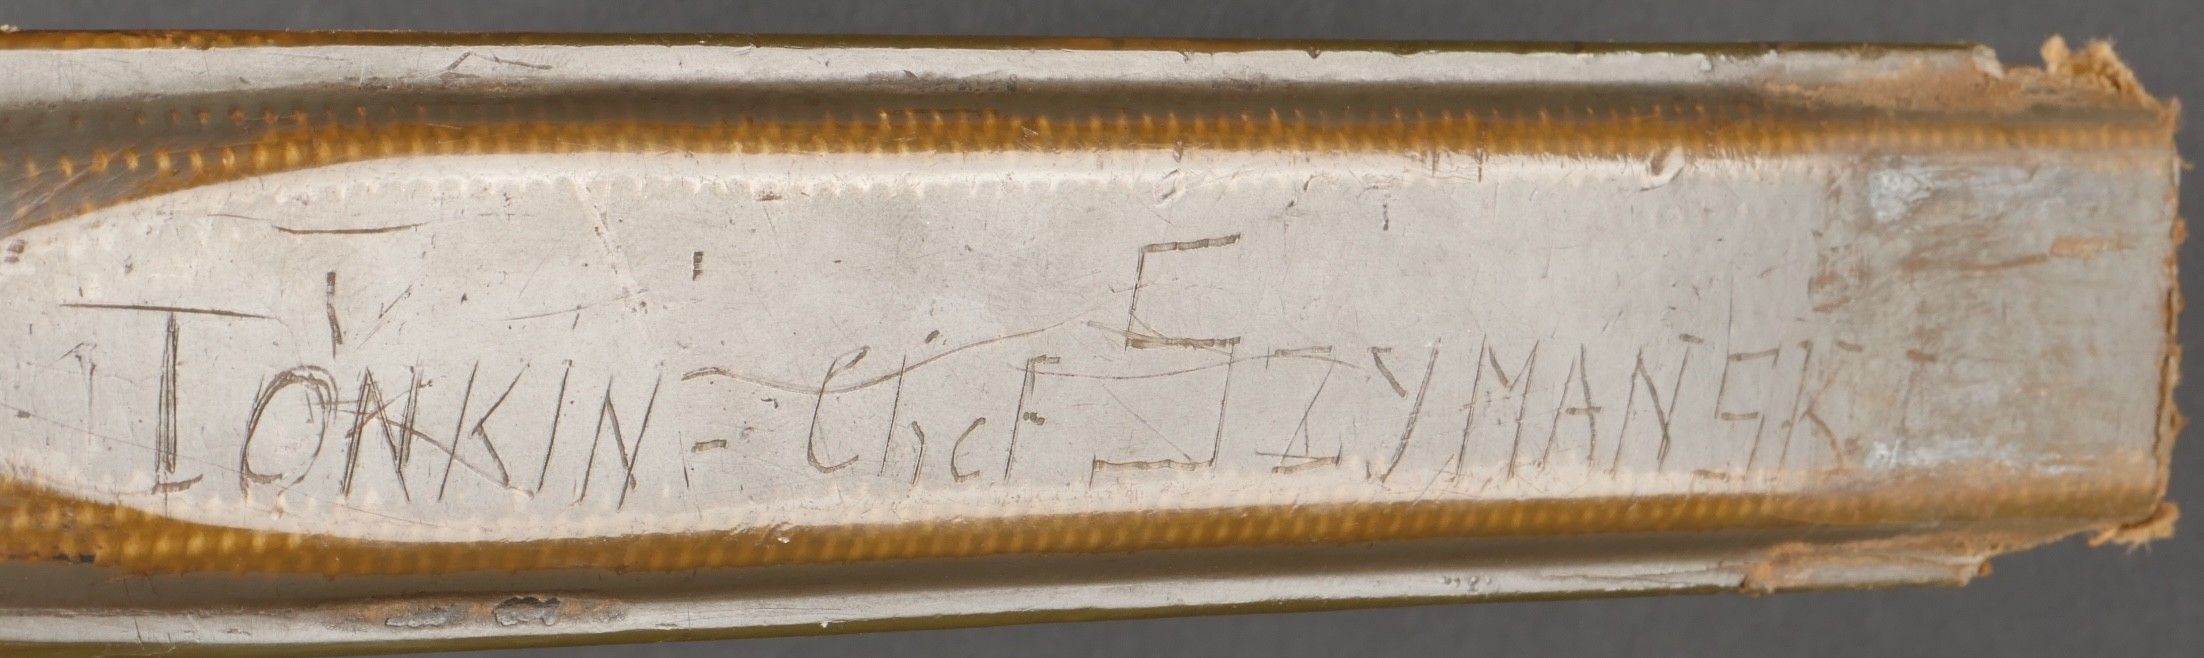 TONKIN - Chef SZYMANSKI